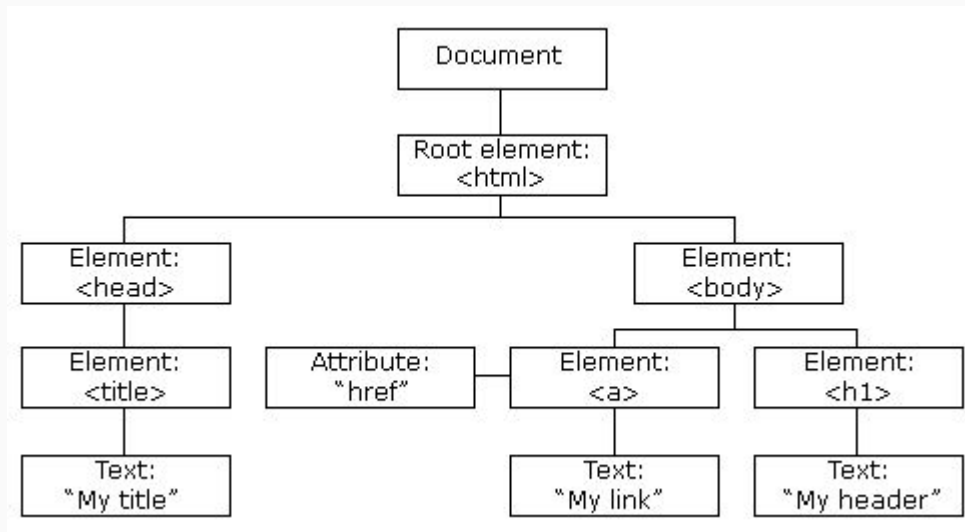 Document
Root element:
<html>
Element:
<head>
Element:
<body>
Element:
<title>
Attribute:
“href”
Element:
<a>
Element:
<h1>
Text:
“My title”
Text:
“My link”
Text:
“My header”